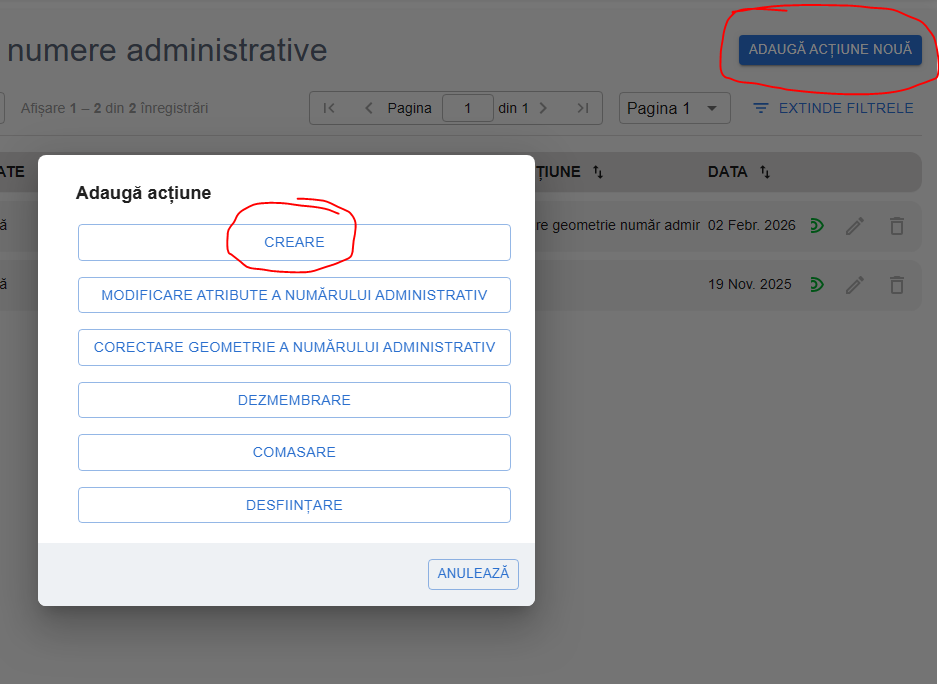 numere administrative
ADAUGĂ ACȚIUNE NOUĂ
Afișare 1 – 2 din 2 înregistrări
Pagina 1 din 1
Pagina 1
EXTINDE FILTRELE
DATA
re geometrie număr admir 02 Febr. 2026
19 Nov. 2025
Adaugă acțiune
CREARE
MODIFICARE ATRIBUTE A NUMĂRULUI ADMINISTRATIV
CORECTARE GEOMETRIE A NUMĂRULUI ADMINISTRATIV
DEZMEMBRARE
COMASARE
DESFIINȚARE
ANULEAZĂ